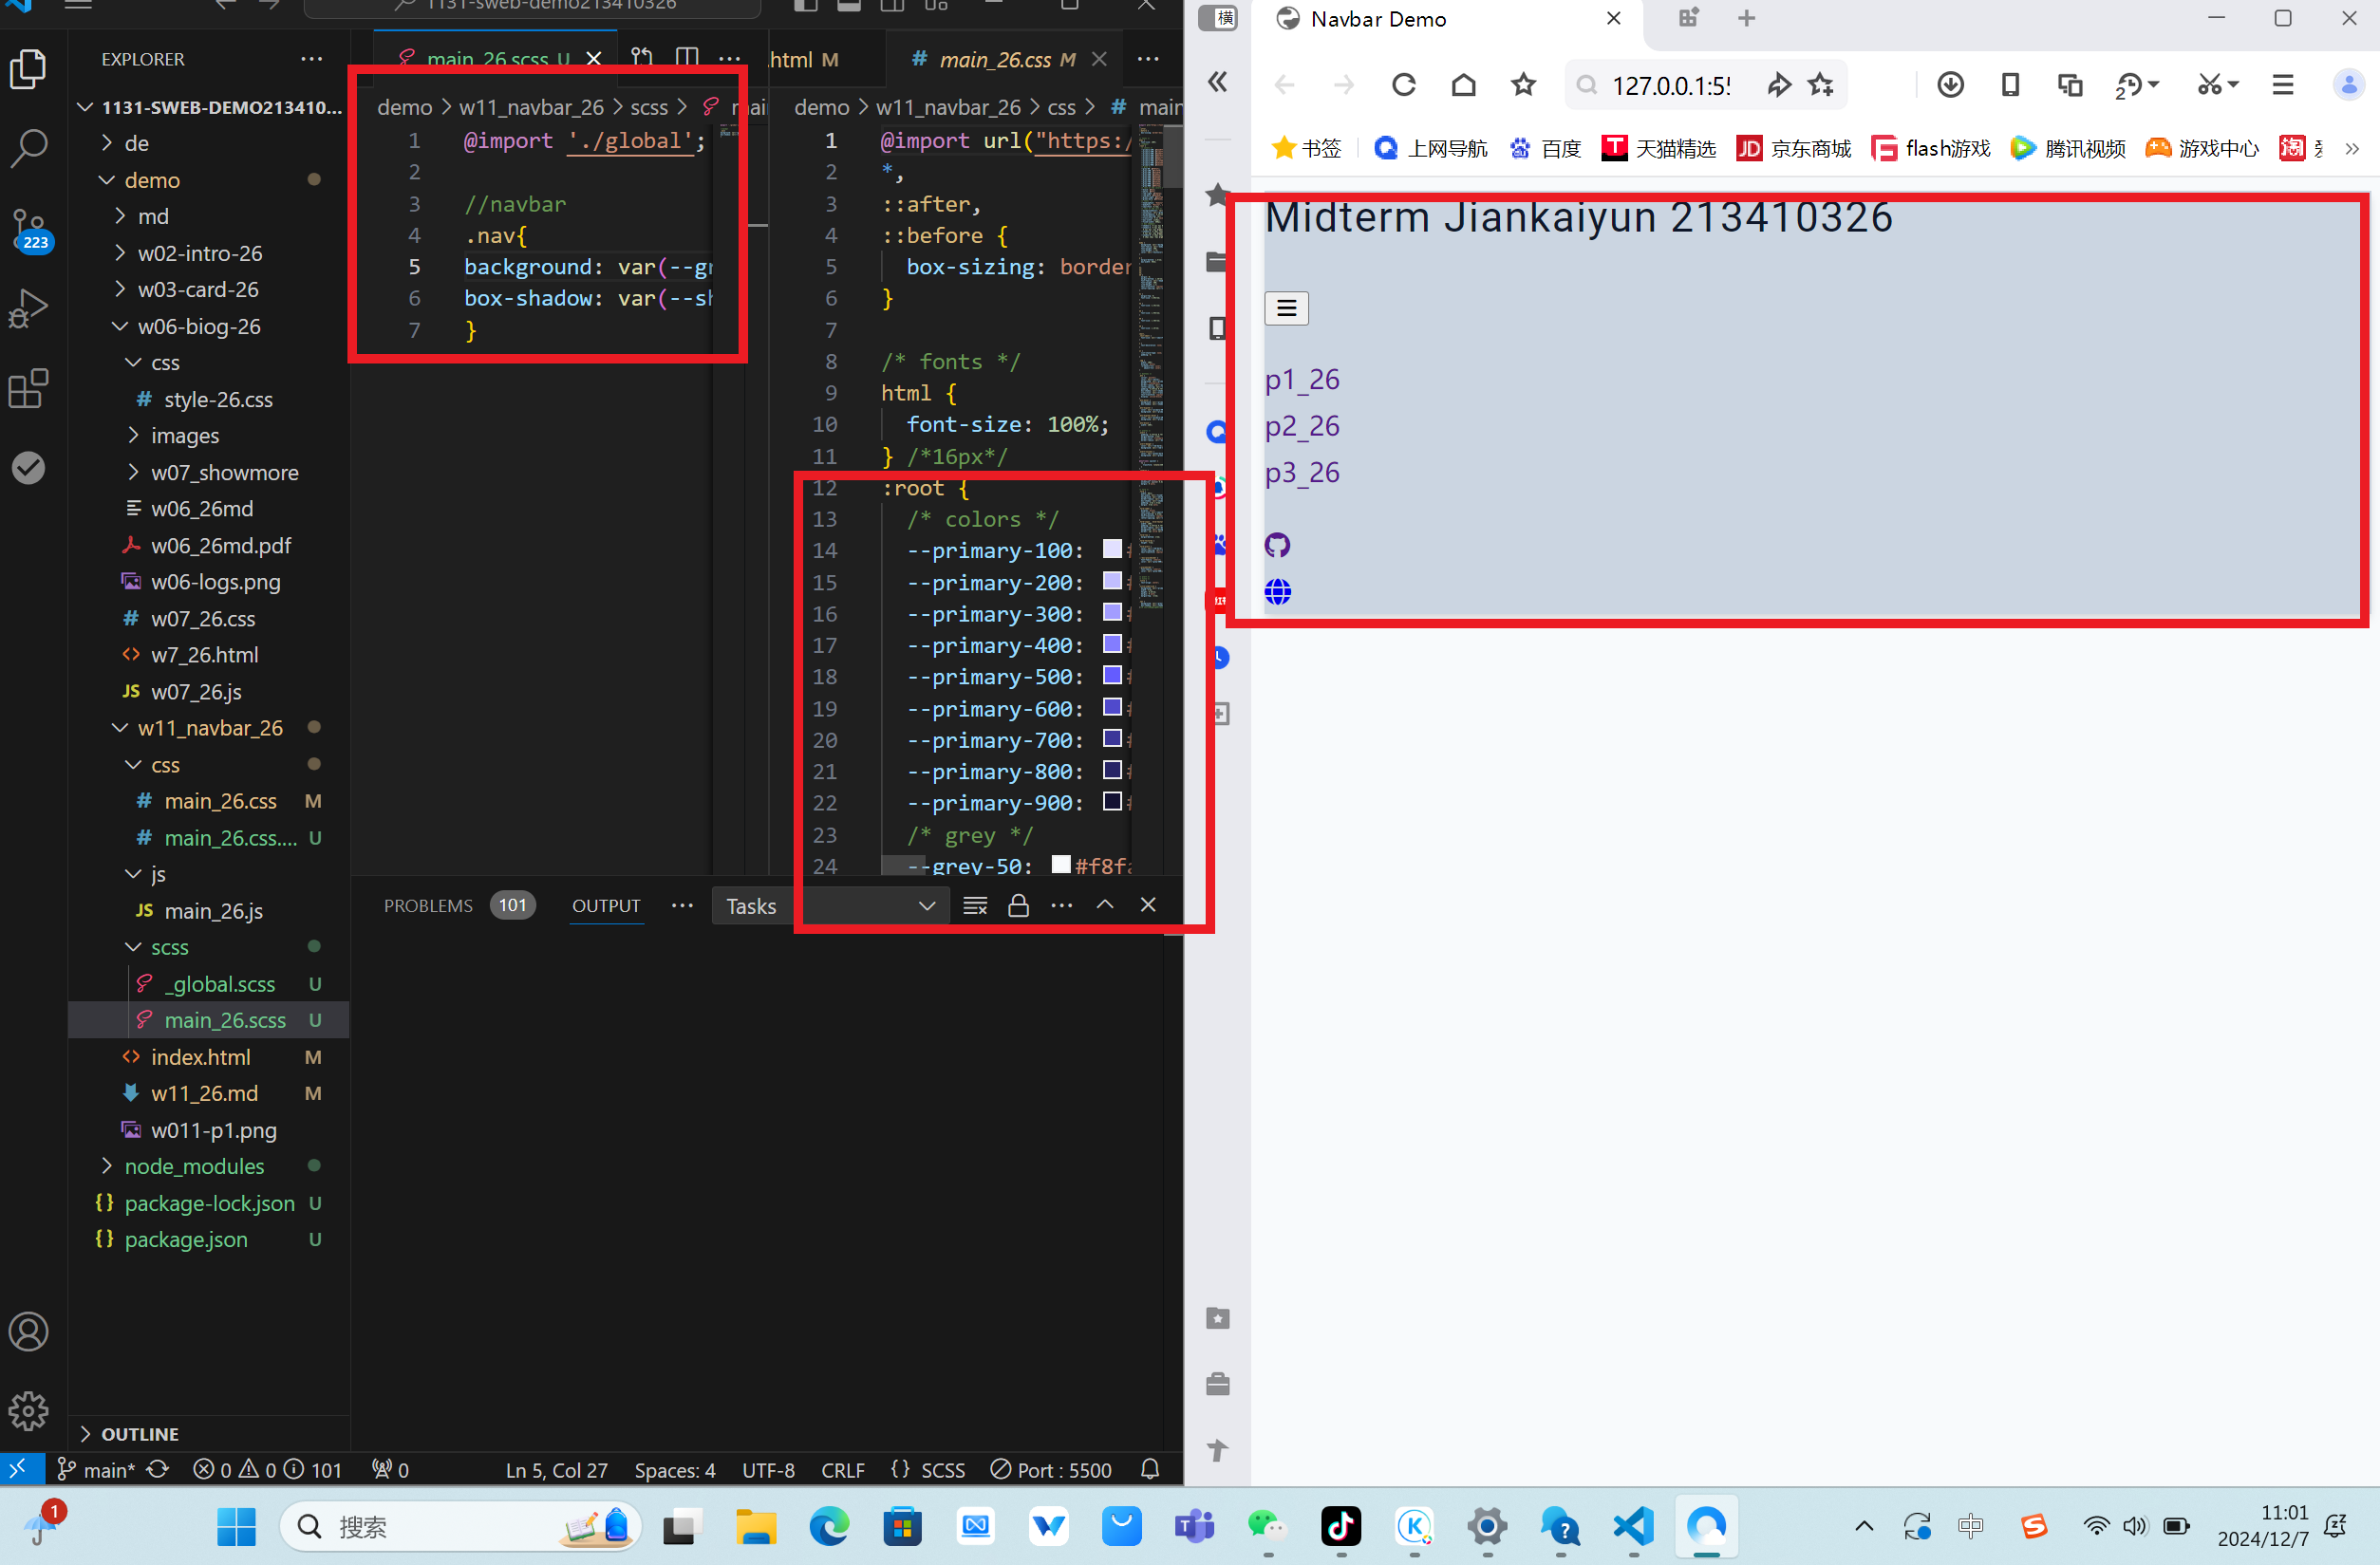 1131-sweb-demo213410326
EXPLORER
1131-SWEB-DEMO213410...
de
demo
md
w02-intro-26
w03-card-26
w06-biog-26
css
style-26.css
images
w07_showmore
w06_26md
w06_26md.pdf
w06-logs.png
w07_26.css
w7_26.html
w07_26.js
w11_navbar_26
css
main_26.css M
main_26.css.... U
js
main_26.js
scss
_global.scss U
main_26.scss U
index.html M
w11_26.md M
w011-p1.png
node_modules
package-lock.json U
package.json U
OUTLINE
223
main_26.scss U
demo > w11_navbar_26 > scss >
1 @import './global';
2
3 //navbar
4 .nav{
5 background: var(--gr
6 box-shadow: var(--sh
7 }
.html M
main_26.css M
demo > w11_navbar_26 > css > # main
1 @import url("https:/
2 *,
3 ::after,
4 ::before {
5 box-sizing: border
6 }
7
8 /* fonts */
9 html {
10 font-size: 100%;
11 } /*16px*/
12 :root {
13 /* colors */
14 --primary-100: #
15 --primary-200: #
16 --primary-300: #
17 --primary-400: #
18 --primary-500: #
19 --primary-600: #
20 --primary-700: #
21 --primary-800: #
22 --primary-900: #
23 /* grey */
24 --grey-50: #f8fa
PROBLEMS 101 OUTPUT ... Tasks
main* 0 0 101 0 Ln 5, Col 27 Spaces: 4 UTF-8 CRLF {} SCSS Port : 5500
横
Navbar Demo
127.0.0.1:55
书签 上网导航 百度 天猫精选 京东商城 flash游戏 腾讯视频 游戏中心
Midterm Jiankaiyun 213410326
p1_26
p2_26
p3_26
1
搜索
中
11:01
2024/12/7